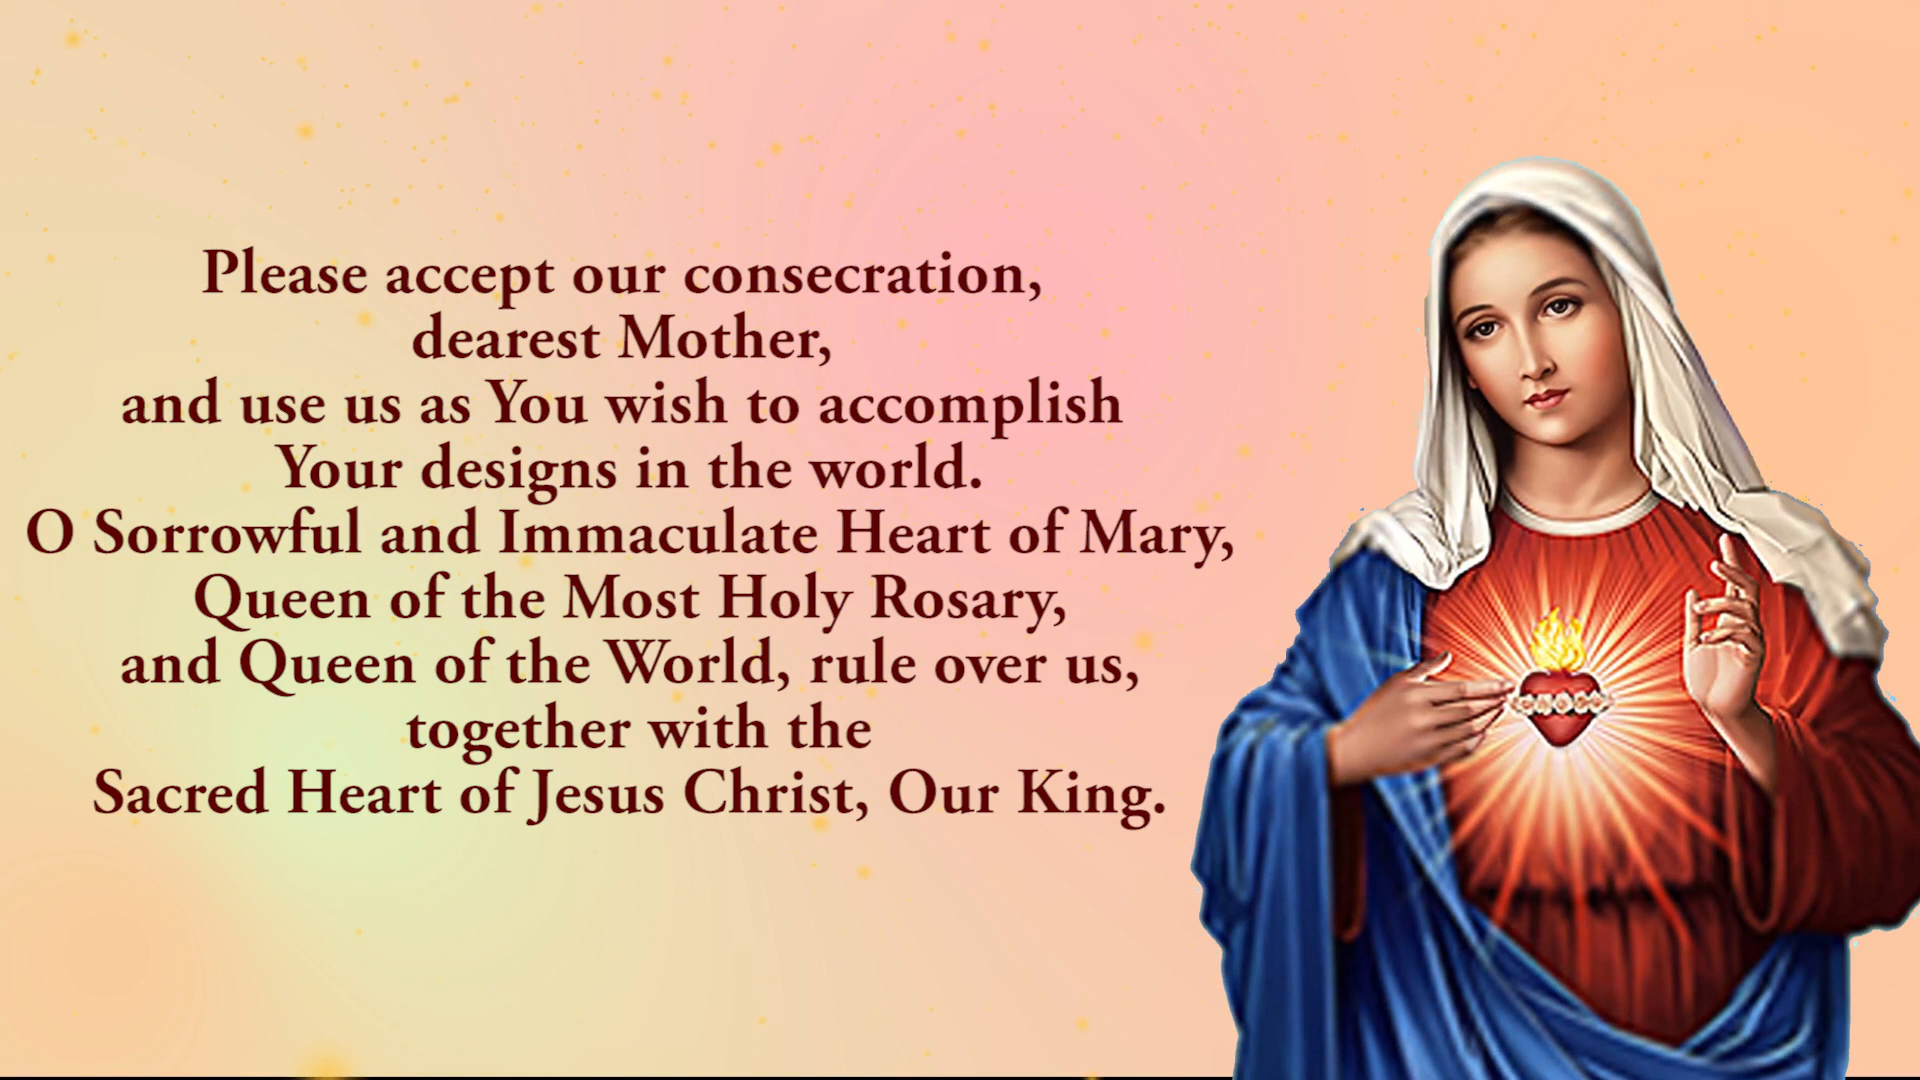 Please accept our consecration,
dearest Mother,
and use us as You wish to accomplish
Your designs in the world.
O Sorrowful and Immaculate Heart of Mary,
Queen of the Most Holy Rosary,
and Queen of the World, rule over us,
together with the
Sacred Heart of Jesus Christ, Our King.